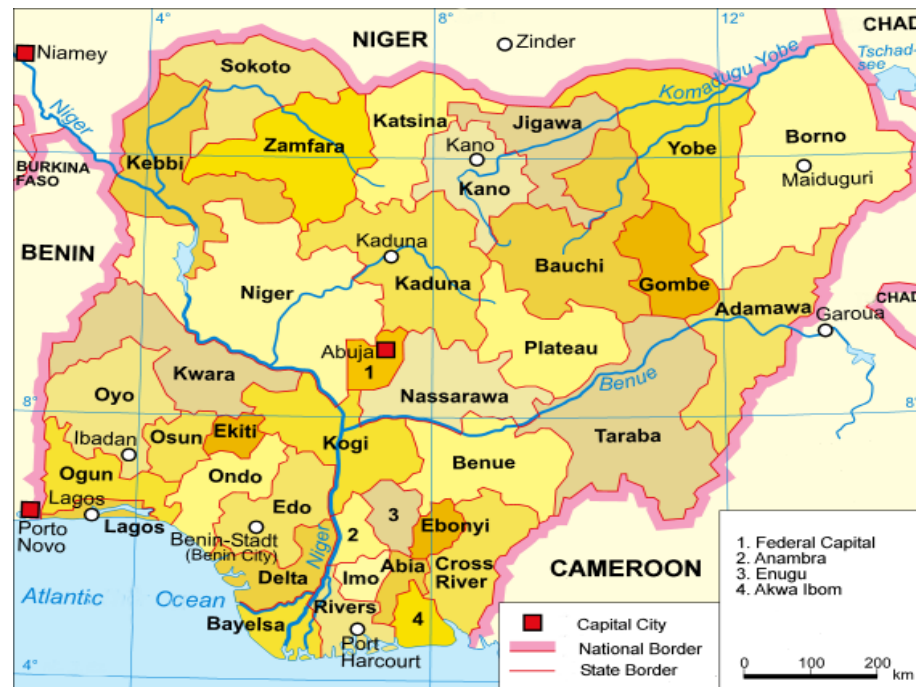 4°
8°
12°
CHAD
NIGER
Zinder
Niamey
Tschad-
see
Sokoto
Komadugu Yobe
Niger
Katsina
Jigawa
Kano
Zamfara
Yobe
Borno
Kebbi
BURKINA
FASO
Kano
Maiduguri
BENIN
Kaduna
Bauchi
Gombe
Kaduna
Niger
CHAD
Adamawa
Garoua
Abuja
1
Plateau
Kwara
Nassarawa
Benue
Oyo
8°
8°
Ekiti
Osun
Kogi
Taraba
Ibadan
Benue
Ogun
Ondo
Lagos
Edo
3
Ebonyi
Porto
Novo
Lagos
2
Benin-Stadt
(Benin City)
Niger
Abia
Cross
River
CAMEROON
Delta
Imo
Atlantic Ocean
Rivers
4
Bayelsa
Port
Harcourt
4°
Capital City
National Border
State Border
1. Federal Capital
2. Anambra
3. Enugu
4. Akwa Ibom
0 100 200
km